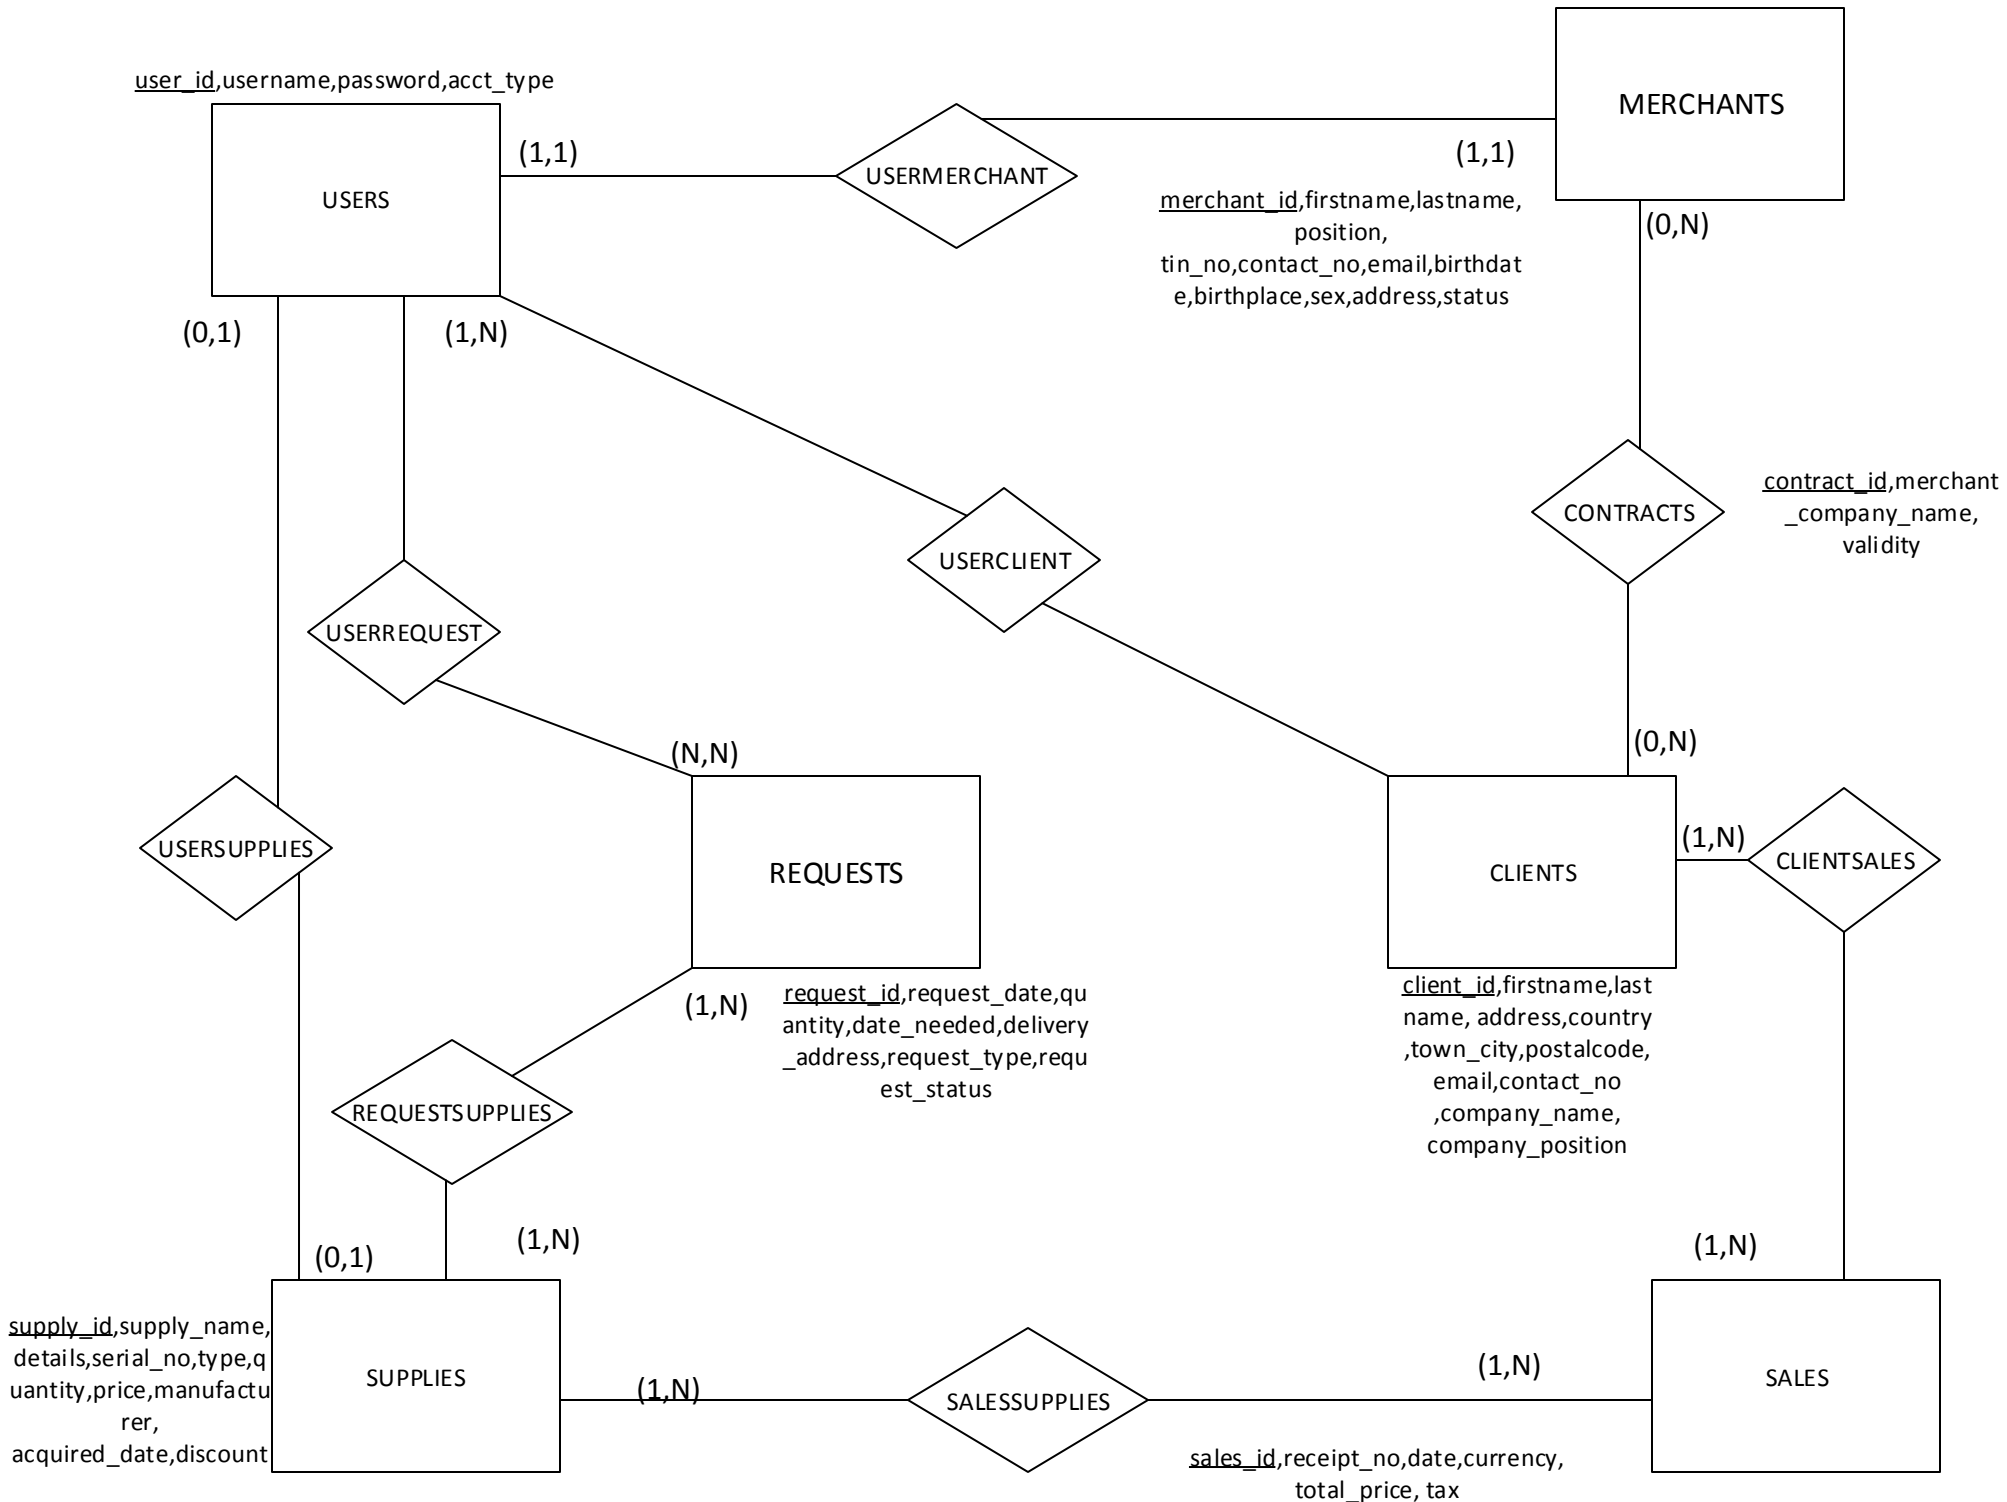 user_id,username,password,acct_type
MERCHANTS
(1,1)
(1,1)
USERMERCHANT
USERS
merchant_id,firstname,lastname,
position,
tin_no,contact_no,email,birthdat
e,birthplace,sex,address,status
(0,N)
(0,1)
(1,N)
contract_id,merchant
_company_name,
validity
CONTRACTS
USERCLIENT
USERREQUEST
(N,N)
(0,N)
USERSUPPLIES
REQUESTS
CLIENTS
(1,N)
CLIENTSALES
(1,N)
request_id,request_date,qu
antity,date_needed,delivery
_address,request_type,requ
est_status
client_id,firstname,last
name, address,country
,town_city,postalcode,
email,contact_no
,company_name,
company_position
REQUESTSUPPLIES
(0,1)
(1,N)
(1,N)
supply_id,supply_name,
details,serial_no,type,q
uantity,price,manufactu
rer,
acquired_date,discount
SUPPLIES
(1,N)
SALESSUPPLIES
(1,N)
SALES
sales_id,receipt_no,date,currency,
total_price, tax